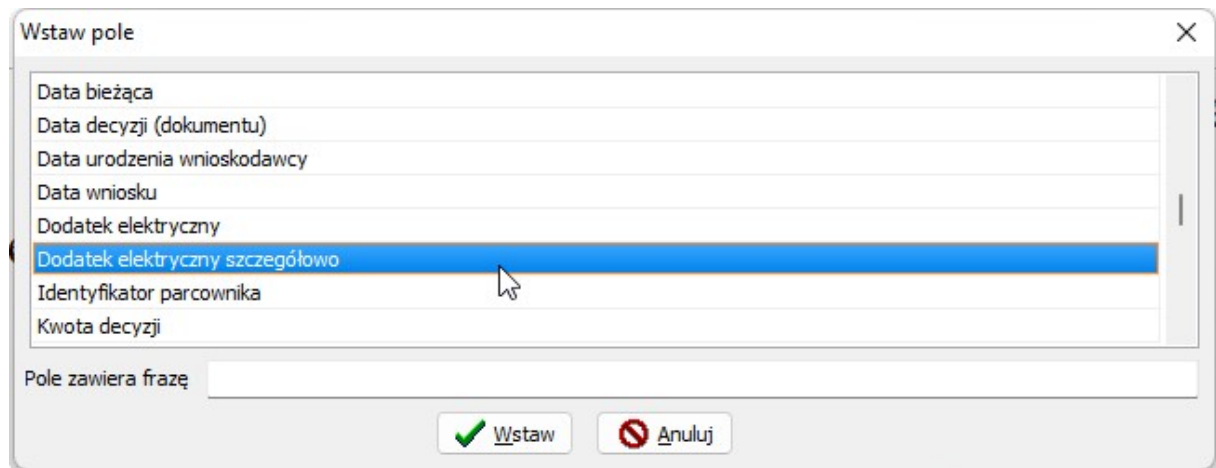 Wstaw pole
Data bieżąca
Data decyzji (dokumentu)
Data urodzenia wnioskodawcy
Data wniosku
Dodatek elektryczny
Dodatek elektryczny szczegółowo
Identyfikator parcownika
Kwota decyzji
Pole zawiera frazę
Wstaw Anuluj